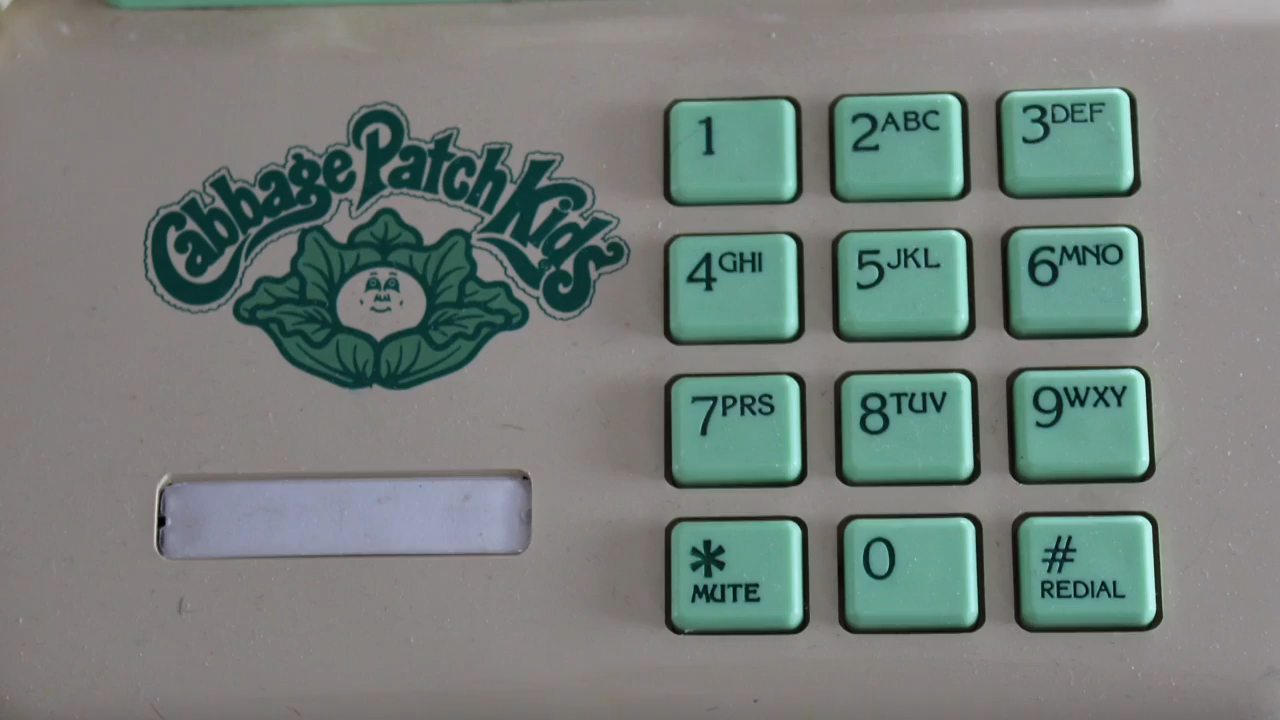 Cabbage Patch Kids
1
2ABC
3DEF
4GHI
5JKL
6MNO
7PRS
8TUV
9WXY
*
MUTE
0
#
REDIAL